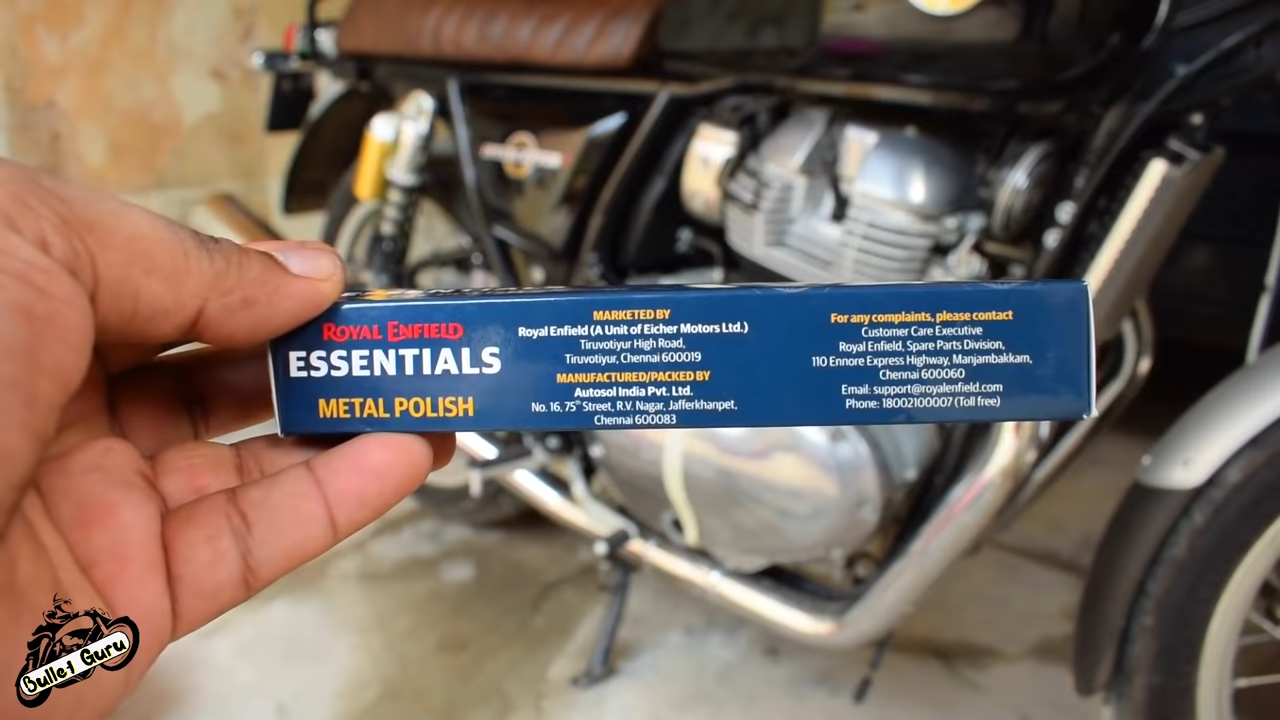 ROYAL ENFIELD
ESSENTIALS
METAL POLISH
MARKETED BY
Royal Enfield (A Unit of Eicher Motors Ltd.)
Tiruvotiyur High Road,
Tiruvotiyur, Chennai 600019
MANUFACTURED/PACKED BY
Autosol India Pvt. Ltd.
No. 16, 75th Street, R.V. Nagar, Jafferkhanpet,
Chennai 600083
For any complaints, please contact
Customer Care Executive
Royal Enfield, Spare Parts Division,
110 Ennore Express Highway, Manjambakkam,
Chennai 600060
Email: support@royalenfield.com
Phone: 18002100007 (Toll free)
Bullet Guru